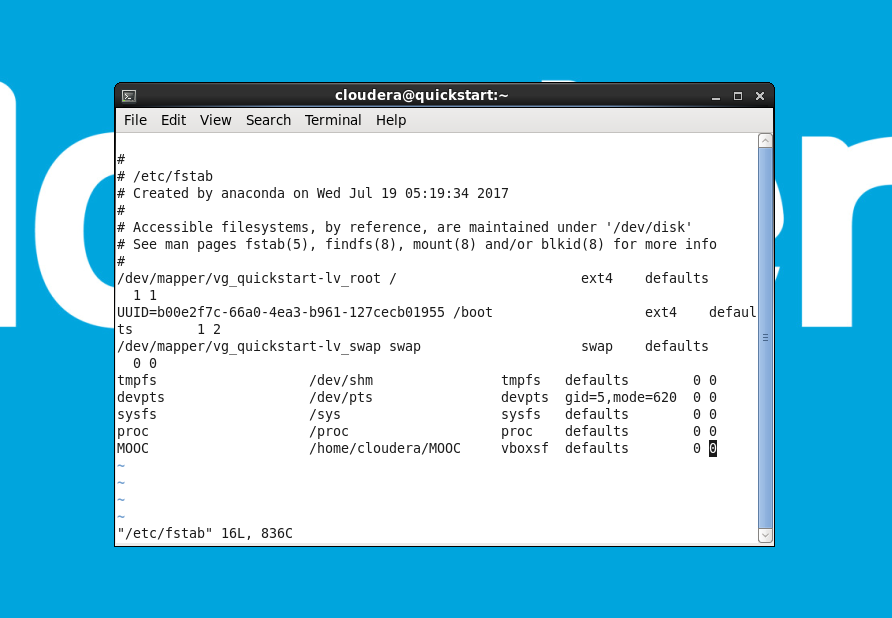 cloudera@quickstart:~
File Edit View Search Terminal Help
#
# /etc/fstab
# Created by anaconda on Wed Jul 19 05:19:34 2017
#
# Accessible filesystems, by reference, are maintained under '/dev/disk'
# See man pages fstab(5), findfs(8), mount(8) and/or blkid(8) for more info
#
/dev/mapper/vg_quickstart-lv_root /                       ext4    defaults
  1 1
UUID=b00e2f7c-66a0-4ea3-b961-127cecb01955 /boot                   ext4    defaul
ts        1 2
/dev/mapper/vg_quickstart-lv_swap swap                    swap    defaults
  0 0
tmpfs                   /dev/shm                tmpfs   defaults        0 0
devpts                  /dev/pts                devpts  gid=5,mode=620  0 0
sysfs                   /sys                    sysfs   defaults        0 0
proc                    /proc                   proc    defaults        0 0
MOOC                    /home/cloudera/MOOC     vboxsf  defaults        0 0
~
~
~
~
"/etc/fstab" 16L, 836C